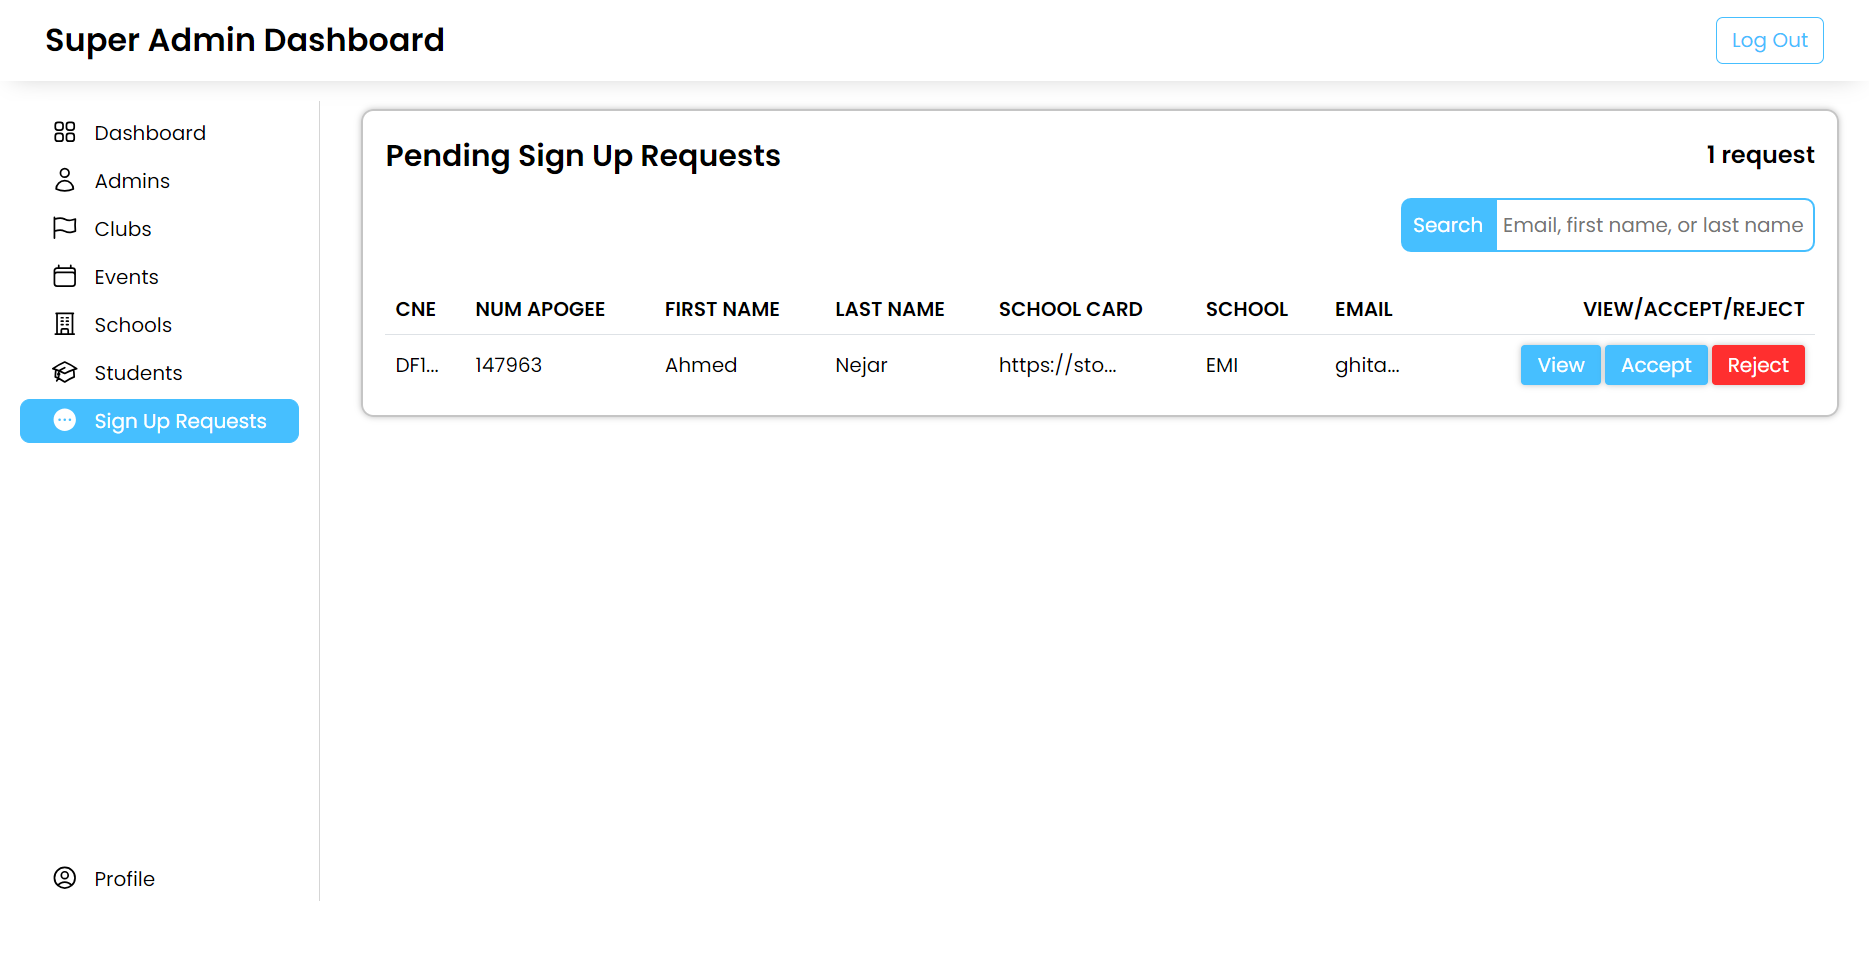 Super Admin Dashboard
Log Out
Dashboard
Admins
Clubs
Events
Schools
Students
Sign Up Requests
Profile
Pending Sign Up Requests
1 request
Search Email, first name, or last name
CNE NUM APOGEE FIRST NAME LAST NAME SCHOOL CARD SCHOOL EMAIL VIEW/ACCEPT/REJECT
DF1... 147963 Ahmed Nejar https://sto... EMI ghita... View Accept Reject